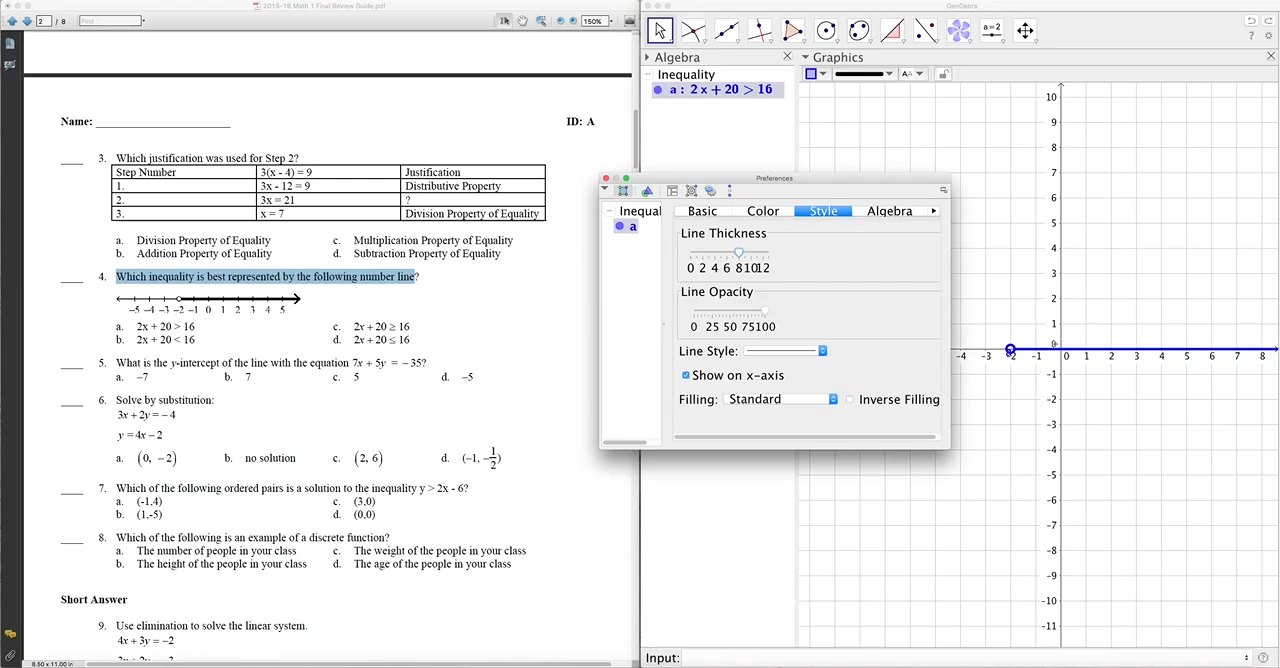 2015-16 Math 1 Final Review Guide.pdf
2 / 8 Find 150%
Name: ____________________ ID: A
3. Which justification was used for Step 2?
Step Number 3(x - 4) = 9 Justification
1. 3x - 12 = 9 Distributive Property
2. 3x = 21 ?
3. x = 7 Division Property of Equality
a. Division Property of Equality c. Multiplication Property of Equality
b. Addition Property of Equality d. Subtraction Property of Equality
4. Which inequality is best represented by the following number line?
-5 -4 -3 -2 -1 0 1 2 3 4 5
a. 2x + 20 > 16 c. 2x + 20 ≥ 16
b. 2x + 20 < 16 d. 2x + 20 ≤ 16
5. What is the y-intercept of the line with the equation 7x + 5y = -35?
a. -7 b. 7 c. 5 d. -5
6. Solve by substitution:
3x + 2y = -4
y = 4x - 2
a. (0, -2) b. no solution c. (2, 6) d. (-1, -1/2)
7. Which of the following ordered pairs is a solution to the inequality y > 2x - 6?
a. (-1,4) c. (3,0)
b. (1,-5) d. (0,0)
8. Which of the following is an example of a discrete function?
a. The number of people in your class c. The weight of the people in your class
b. The height of the people in your class d. The age of the people in your class
Short Answer
9. Use elimination to solve the linear system.
4x + 3y = -2
8.50 x 11.00 in
GeoGebra
a=2
Algebra
Graphics
AA
Inequality
a : 2 x + 20 > 16
Preferences
Inequal
a
Basic Color Style Algebra
Line Thickness
0 2 4 6 8 10 12
Line Opacity
0 25 50 75 100
Line Style:
Show on x-axis
Filling: Standard Inverse Filling
10
9
8
7
6
5
4
3
2
1
0
-4 -3 -2 -1 0 1 2 3 4 5 6 7 8
-1
-2
-3
-4
-5
-6
-7
-8
-9
-10
-11
Input: